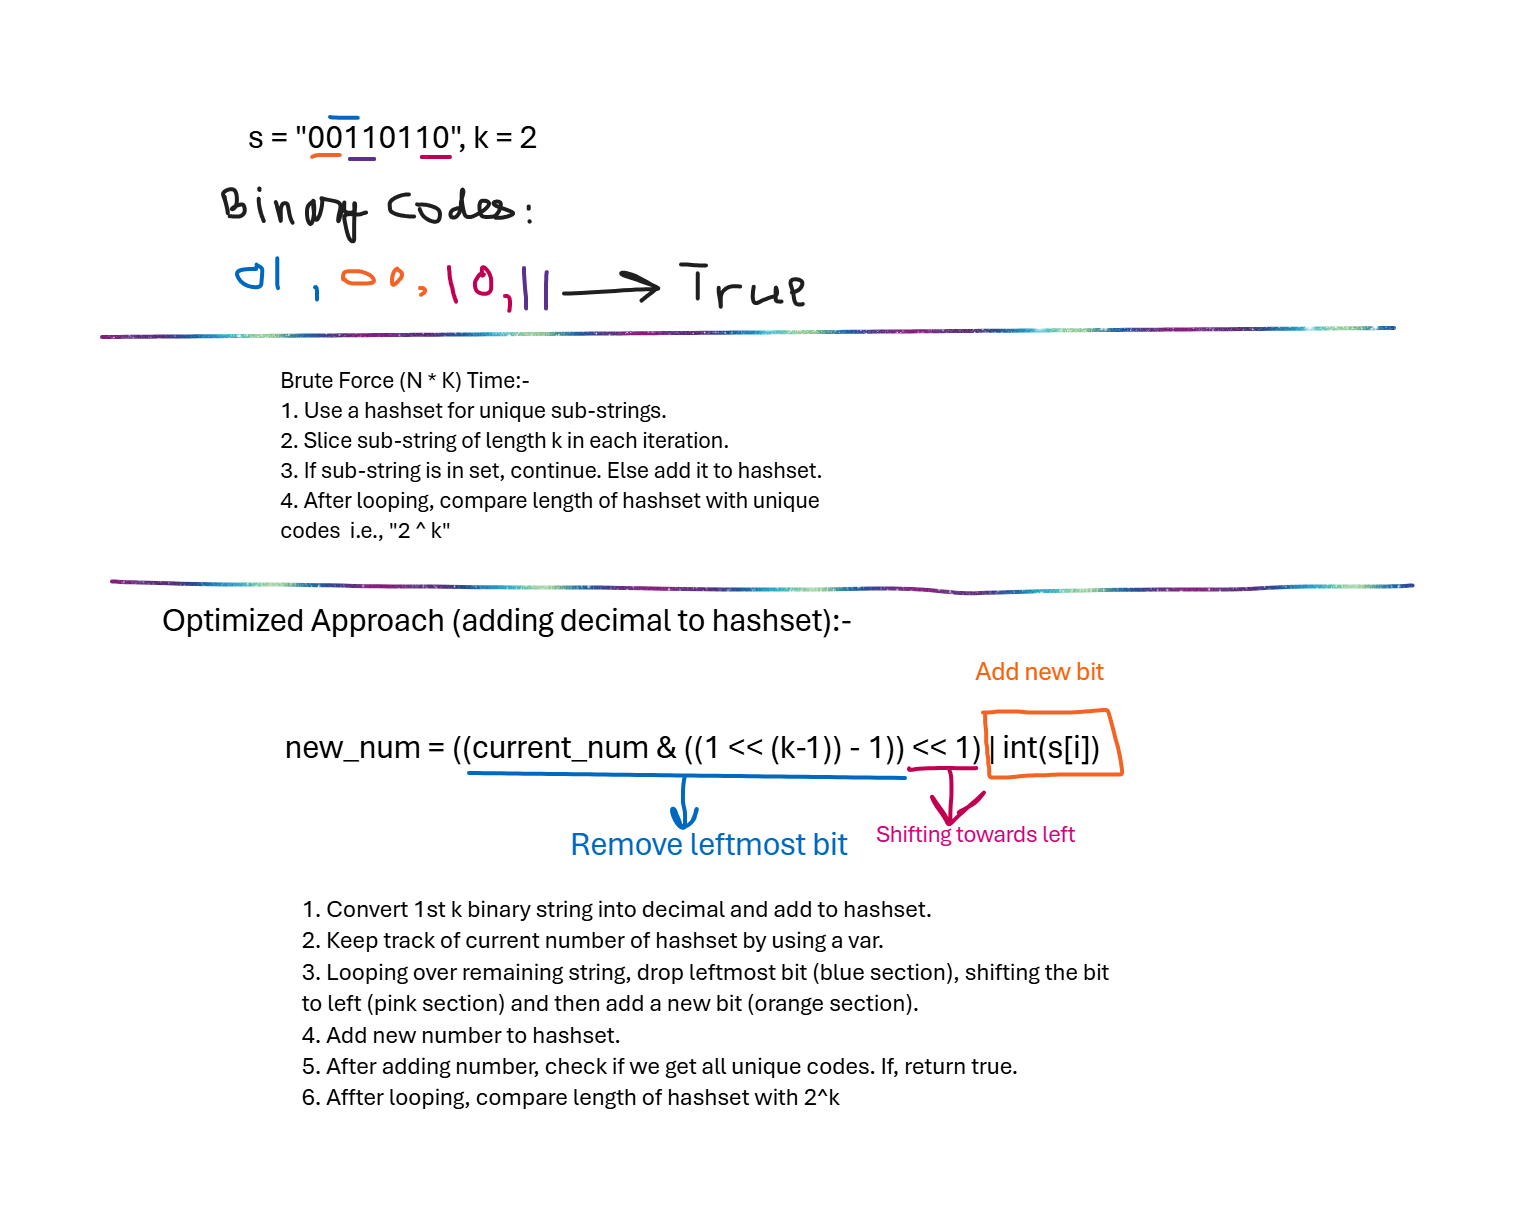 s = "00110110", k = 2
Binary Codes:
01, 00, 10, 11 → True
Brute Force (N * K) Time:-
1. Use a hashset for unique sub-strings.
2. Slice sub-string of length k in each iteration.
3. If sub-string is in set, continue. Else add it to hashset.
4. After looping, compare length of hashset with unique
codes  i.e., "2 ^ k"
Optimized Approach (adding decimal to hashset):-
Add new bit
new_num = ((current_num & ((1 << (k-1)) - 1)) << 1) | int(s[i])
Remove leftmost bit
Shifting towards left
1. Convert 1st k binary string into decimal and add to hashset.
2. Keep track of current number of hashset by using a var.
3. Looping over remaining string, drop leftmost bit (blue section), shifting the bit
to left (pink section) and then add a new bit (orange section).
4. Add new number to hashset.
5. After adding number, check if we get all unique codes. If, return true.
6. Affter looping, compare length of hashset with 2^k